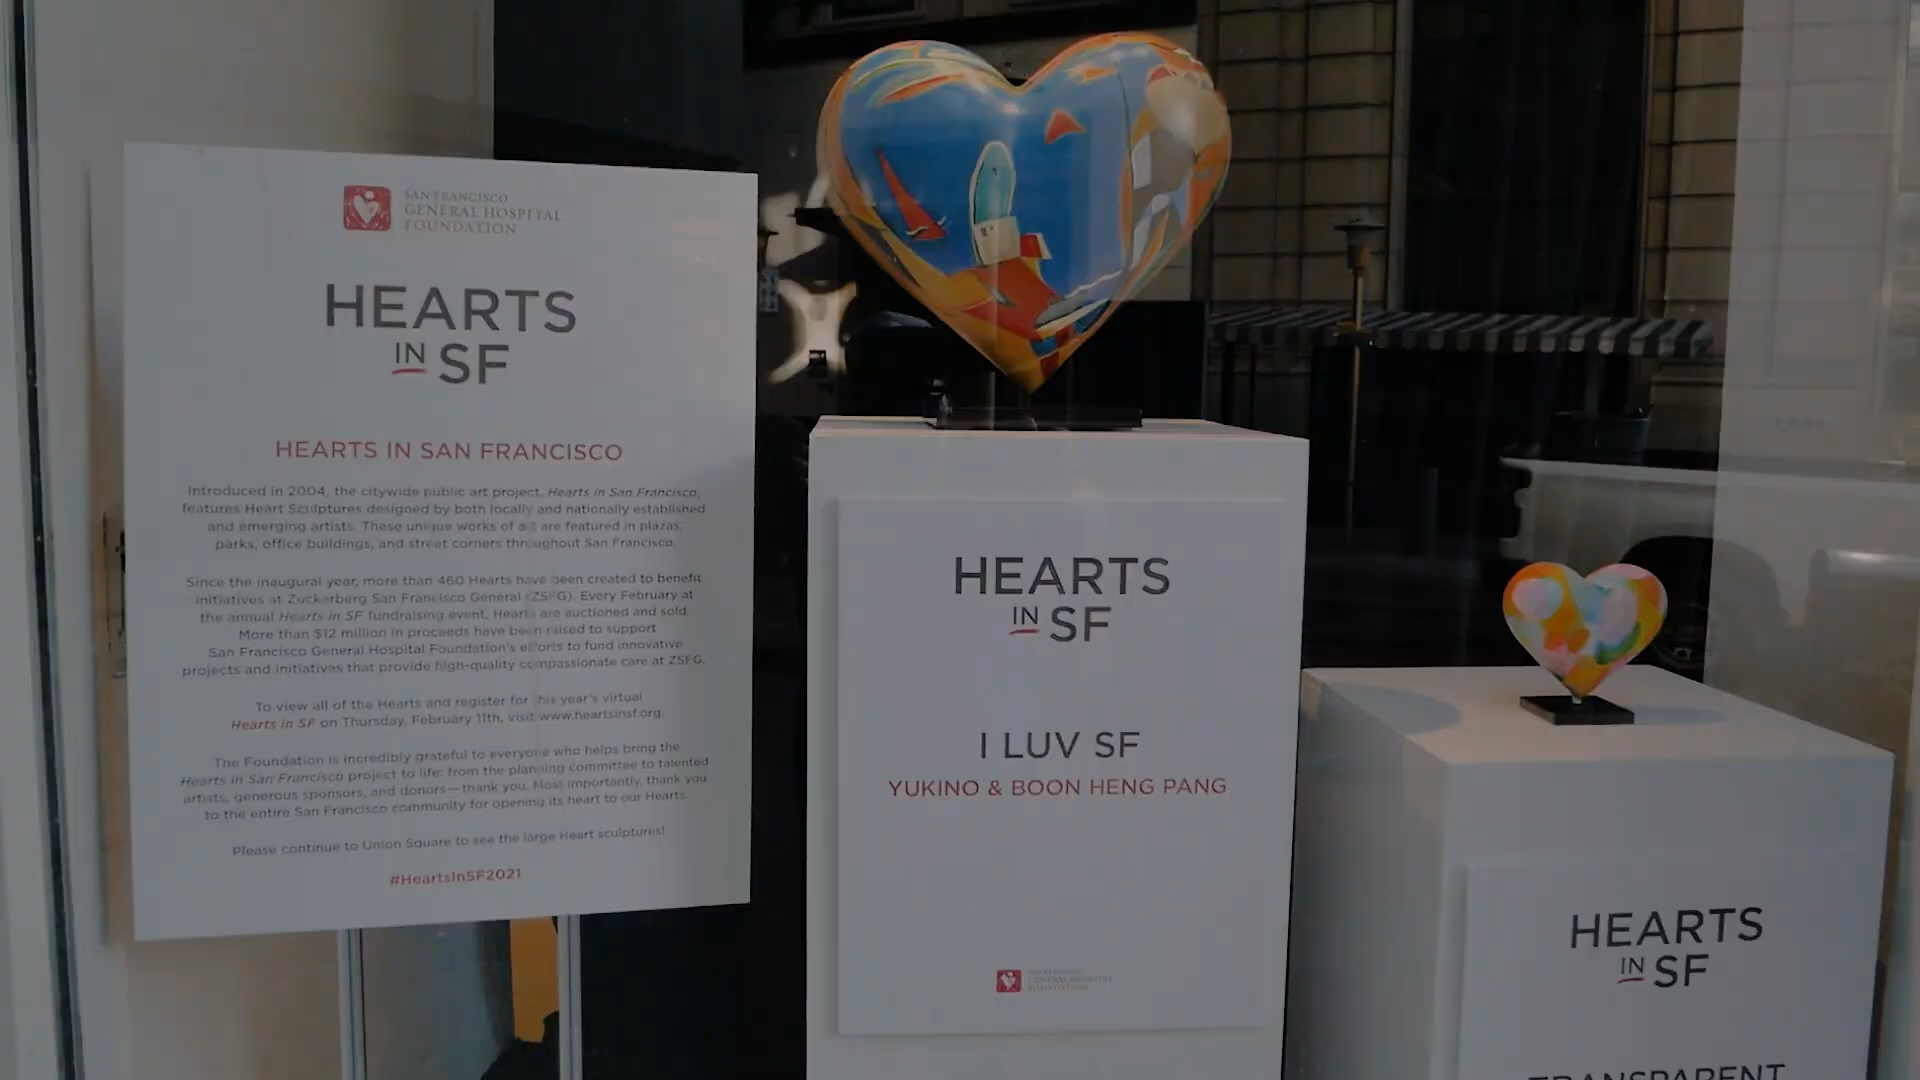 SAN FRANCISCO
GENERAL HOSPITAL
FOUNDATION
HEARTS
IN SF
HEARTS IN SAN FRANCISCO
Introduced in 2004, the citywide public art project, Hearts in San Francisco,
features Heart Sculptures designed by both locally and nationally established
and emerging artists. These unique works of art are featured in plazas,
parks, office buildings, and street corners throughout San Francisco.
Since the inaugural year, more than 460 Hearts have been created to benefit
initiatives at Zuckerberg San Francisco General (ZSFG). Every February at
the annual Hearts in SF fundraising event, Hearts are auctioned and sold.
More than $12 million in proceeds have been raised to support
San Francisco General Hospital Foundation's efforts to fund innovative
projects and initiatives that provide high-quality compassionate care at ZSFG.
To view all of the Hearts and register for this year's virtual
Hearts in SF on Thursday, February 11th, visit www.heartsinsf.org.
The Foundation is incredibly grateful to everyone who helps bring the
Hearts in San Francisco project to life: from the planning committee to talented
artists, generous sponsors, and donors—thank you. Most importantly, thank you
to the entire San Francisco community for opening its heart to our Hearts.
Please continue to Union Square to see the large Heart sculptures!
#HeartsInSF2021
HEARTS
IN SF
I LUV SF
YUKINO & BOON HENG PANG
SAN FRANCISCO
GENERAL HOSPITAL
FOUNDATION
HEARTS
IN SF
TRANSPARENT